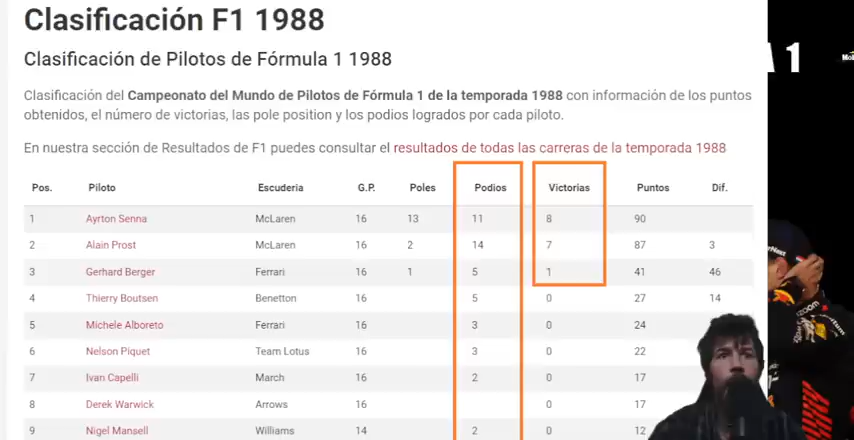 Clasificación F1 1988
Clasificación de Pilotos de Fórmula 1 1988
Clasificación del Campeonato del Mundo de Pilotos de Fórmula 1 de la temporada 1988 con información de los puntos
obtenidos, el número de victorias, las pole position y los podios logrados por cada piloto.
En nuestra sección de Resultados de F1 puedes consultar el resultados de todas las carreras de la temporada 1988
Pos. Piloto Escuderia G.P. Poles Podios Victorias Puntos Dif.
1 Ayrton Senna McLaren 16 13 11 8 90
2 Alain Prost McLaren 16 2 14 7 87 3
3 Gerhard Berger Ferrari 16 1 5 1 41 46
4 Thierry Boutsen Benetton 16 5 0 27 14
5 Michele Alboreto Ferrari 16 3 0 24
6 Nelson Piquet Team Lotus 16 3 0 22
7 Ivan Capelli March 16 2 0 17
8 Derek Warwick Arrows 16 0 17
9 Nigel Mansell Williams 14 2 0 12
1